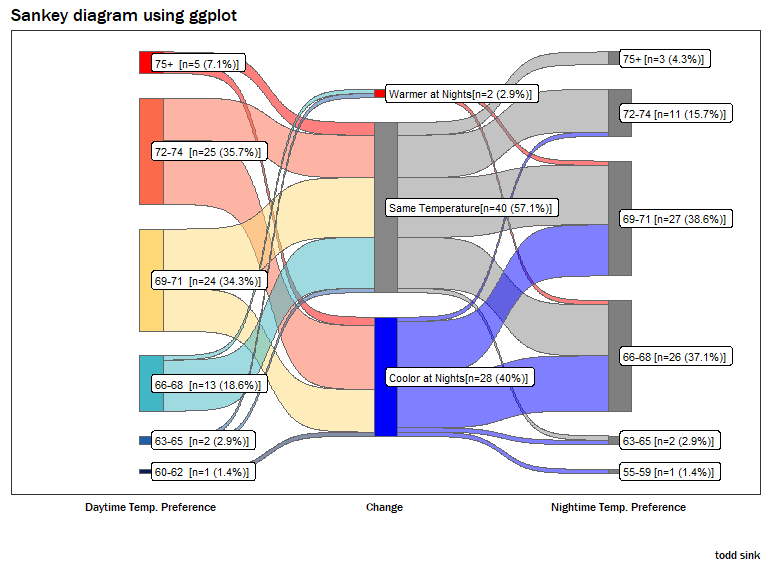 Sankey diagram using ggplot
75+  [n=5 (7.1%)]
72-74  [n=25 (35.7%)]
69-71  [n=24 (34.3%)]
66-68  [n=13 (18.6%)]
63-65  [n=2 (2.9%)]
60-62  [n=1 (1.4%)]
Warmer at Nights[n=2 (2.9%)]
Same Temperature[n=40 (57.1%)]
Coolor at Nights[n=28 (40%)]
75+ [n=3 (4.3%)]
72-74 [n=11 (15.7%)]
69-71 [n=27 (38.6%)]
66-68 [n=26 (37.1%)]
63-65 [n=2 (2.9%)]
55-59 [n=1 (1.4%)]
Daytime Temp. Preference
Change
Nightime Temp. Preference
todd sink